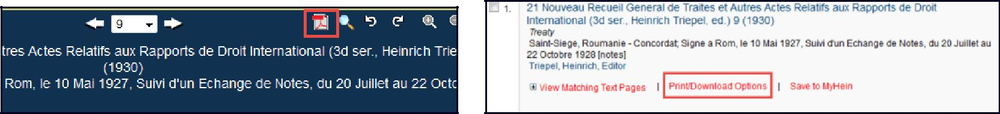 9
tres Actes Relatifs aux Rapports de Droit International (3d ser., Heinrich Trie
(1930)
Rom, le 10 Mai 1927, Suivi d'un Echange de Notes, du 20 Juillet au 22 Octo
1. 21 Nouveau Recueil General de Traites et Autres Actes Relatifs aux Rapports de Droit
International (3d ser., Heinrich Triepel, ed.) 9 (1930)
Treaty
Saint-Siege, Roumanie - Concordat; Signe a Rom, le 10 Mai 1927, Suivi d'un Echange de Notes, du 20 Juillet au
22 Octobre 1928 [notes]
Triepel, Heinrich, Editor
View Matching Text Pages | Print/Download Options | Save to MyHein